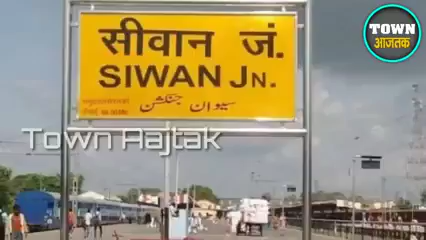 सीवान जं.
SIWAN JN.
سیوان جنکشن
TOWN
आजतक
Town Aajtak